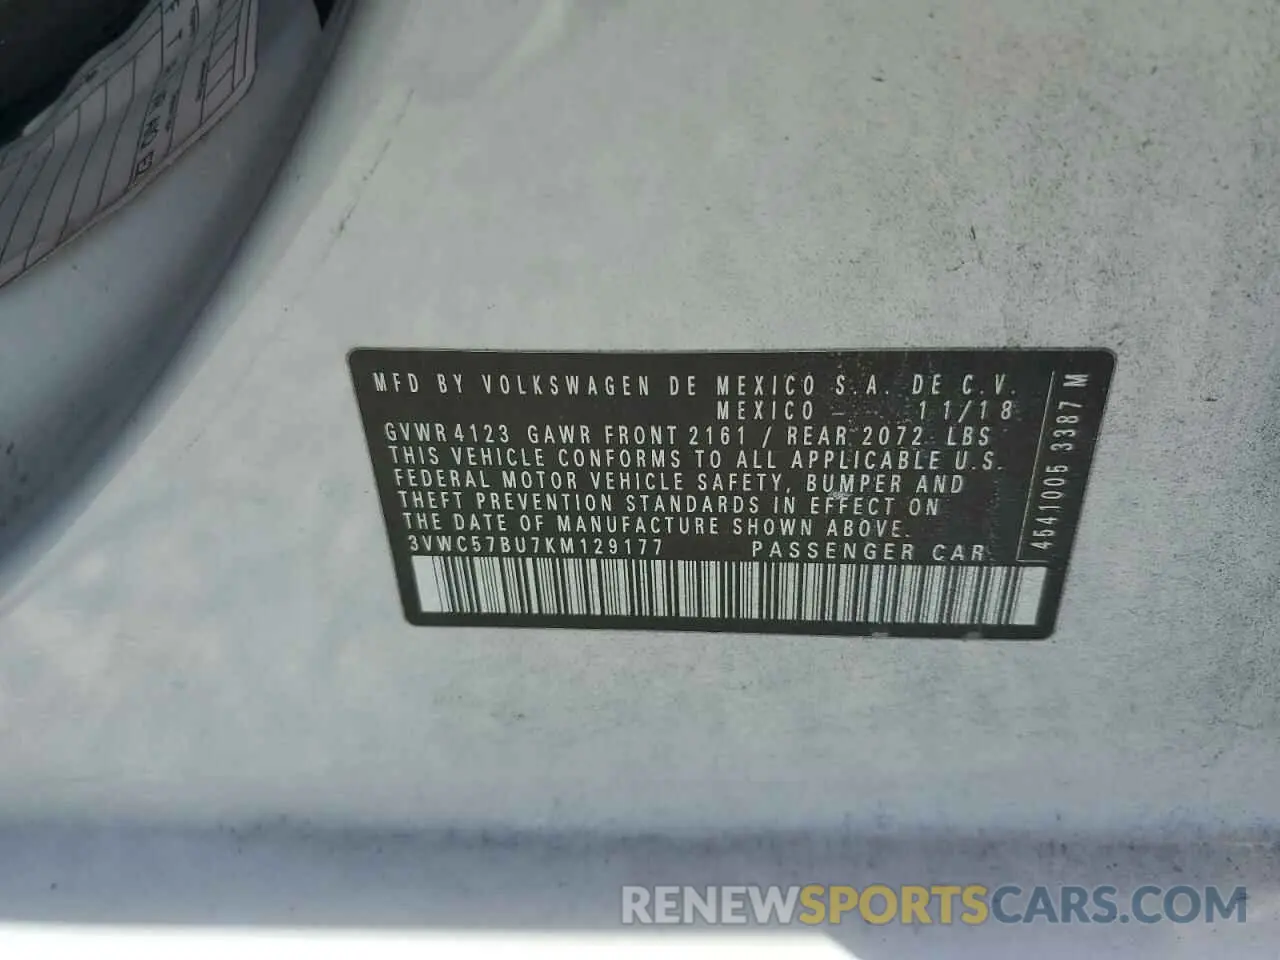 MFD BY VOLKSWAGEN DE MEXICO S.A. DE C.V.
MEXICO - - 11/18
GVWR 4123 GAWR FRONT 2161 / REAR 2072 LBS
THIS VEHICLE CONFORMS TO ALL APPLICABLE U.S.
FEDERAL MOTOR VEHICLE SAFETY, BUMPER AND
THEFT PREVENTION STANDARDS IN EFFECT ON
THE DATE OF MANUFACTURE SHOWN ABOVE.
3VWC57BU7KM129177 PASSENGER CAR
4541005 3387 M
RENEWSPORTSCARS.COM